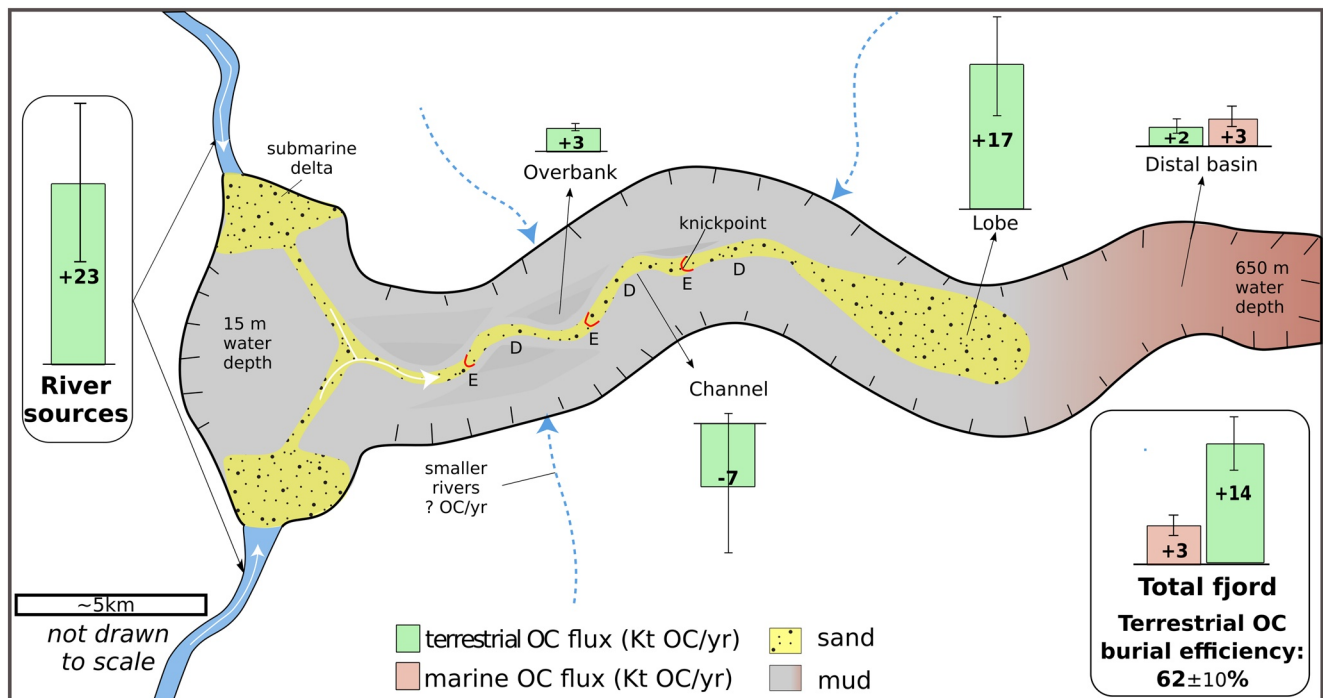 +23
River
sources
submarine
delta
15 m
water
depth
+3
Overbank
knickpoint
E
D
E
D
E
D
Channel
-7
smaller
rivers
? OC/yr
+17
Lobe
+2
+3
Distal basin
650 m
water
depth
+3
+14
Total fjord
Terrestrial OC
burial efficiency:
62±10%
~5km
not drawn
to scale
terrestrial OC flux (Kt OC/yr)
marine OC flux (Kt OC/yr)
sand
mud